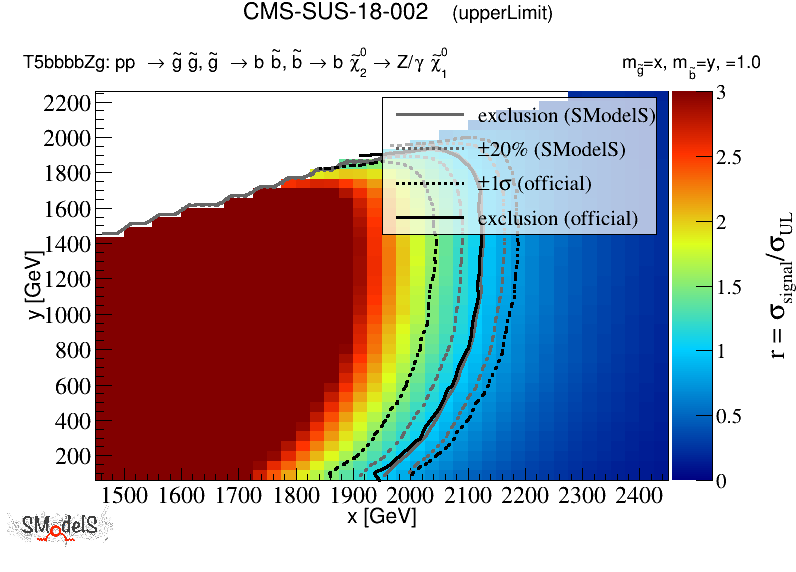 CMS-SUS-18-002 (upperLimit)
T5bbbbZg: pp → g̃ g̃, g̃ → b b̃, b̃ → b χ̃⁰₂ → Z/γ χ̃⁰₁
m_g̃=x, m_b̃=y, =1.0
exclusion (SModelS)
±20% (SModelS)
±1σ (official)
exclusion (official)
y [GeV]
2200
2000
1800
1600
1400
1200
1000
800
600
400
200
1500 1600 1700 1800 1900 2000 2100 2200 2300 2400
x [GeV]
3
2.5
2
1.5
1
0.5
0
r = σ_signal/σ_UL
SModelS